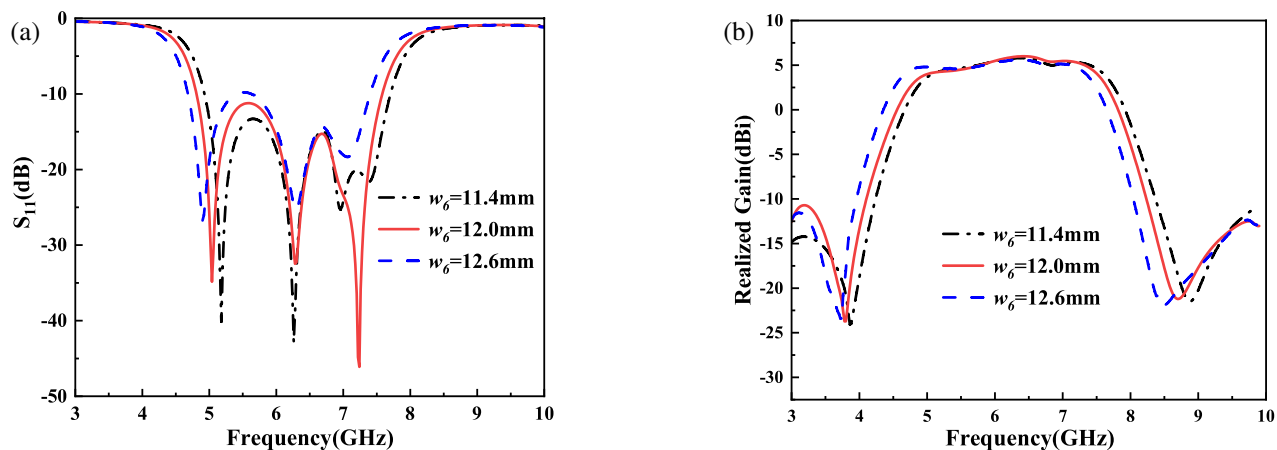 (a)
0
-10
-20
-30
-40
-50
S11(dB)
w6=11.4mm
w6=12.0mm
w6=12.6mm
3 4 5 6 7 8 9 10
Frequency(GHz)
(b)
10
5
0
-5
-10
-15
-20
-25
-30
Realized Gain(dBi)
w6=11.4mm
w6=12.0mm
w6=12.6mm
3 4 5 6 7 8 9 10
Frequency(GHz)